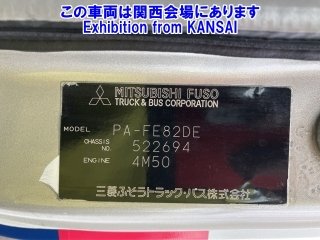 この車両は関西会場にあります
Exhibition from KANSAI
MITSUBISHI FUSO
TRUCK & BUS CORPORATION
MODEL PA-FE82DE
CHASSIS NO. 522694
ENGINE 4M50
三菱ふそうトラック・バス株式会社